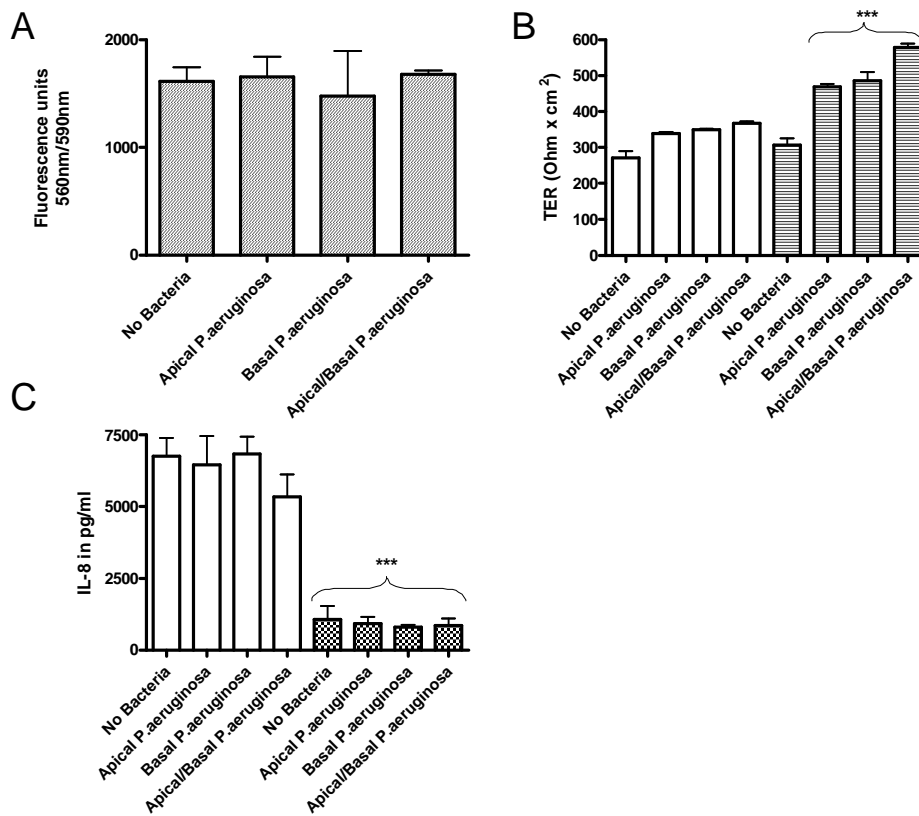 A
2000
1000
0
Fluorescence units
560nm/590nm
No Bacteria
Apical P.aeruginosa
Basal P.aeruginosa
Apical/Basal P.aeruginosa
B
***
600
500
400
300
200
100
0
TER (Ohm x cm 2)
No Bacteria
Apical P.aeruginosa
Basal P.aeruginosa
Apical/Basal P.aeruginosa
No Bacteria
Apical P.aeruginosa
Basal P.aeruginosa
Apical/Basal P.aeruginosa
C
7500
5000
2500
0
IL-8 in pg/ml
***
No Bacteria
Apical P.aeruginosa
Basal P.aeruginosa
Apical/Basal P.aeruginosa
No Bacteria
Apical P.aeruginosa
Basal P.aeruginosa
Apical/Basal P.aeruginosa